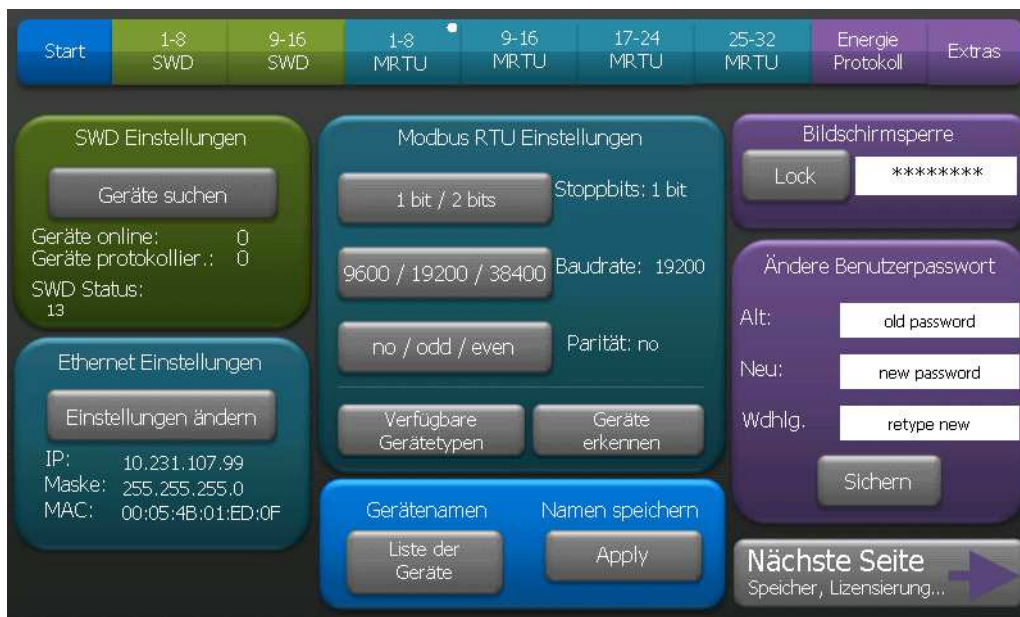 Start
1-8
SWD
9-16
SWD
1-8
MRTU
9-16
MRTU
17-24
MRTU
25-32
MRTU
Energie
Protokoll
Extras
SWD Einstellungen
Geräte suchen
Geräte online: 0
Geräte protokollier.: 0
SWD Status:
13
Ethernet Einstellungen
Einstellungen ändern
IP: 10.231.107.99
Maske: 255.255.255.0
MAC: 00:05:4B:01:ED:0F
Modbus RTU Einstellungen
1 bit / 2 bits
Stoppbits: 1 bit
9600 / 19200 / 38400
Baudrate: 19200
no / odd / even
Parität: no
Verfügbare
Gerätetypen
Geräte
erkennen
Gerätenamen
Liste der
Geräte
Namen speichern
Apply
Bildschirmsperre
Lock
********
Ändere Benutzerpasswort
Alt: old password
Neu: new password
Wdhlg. retype new
Sichern
Nächste Seite
Speicher, Lizensierung...